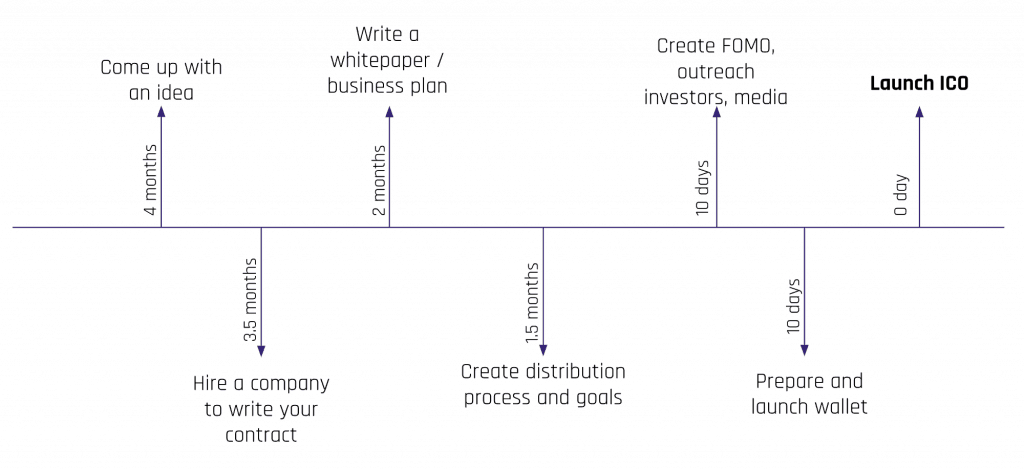 Come up with
an idea
4 months
3.5 months
Hire a company
to write your
contract
Write a
whitepaper /
business plan
2 months
1.5 months
Create distribution
process and goals
Create FOMO,
outreach
investors, media
10 days
10 days
Prepare and
launch wallet
Launch ICO
0 day